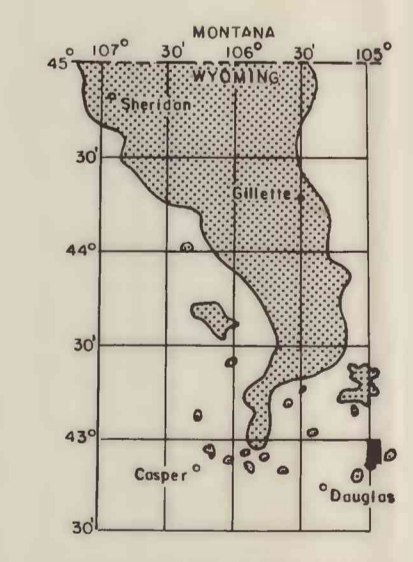 MONTANA
45° 107° 30' 106° 30' 105°
WYOMING
Sheridan
30'
Gillette
44°
30'
43°
Casper
Douglas
30'